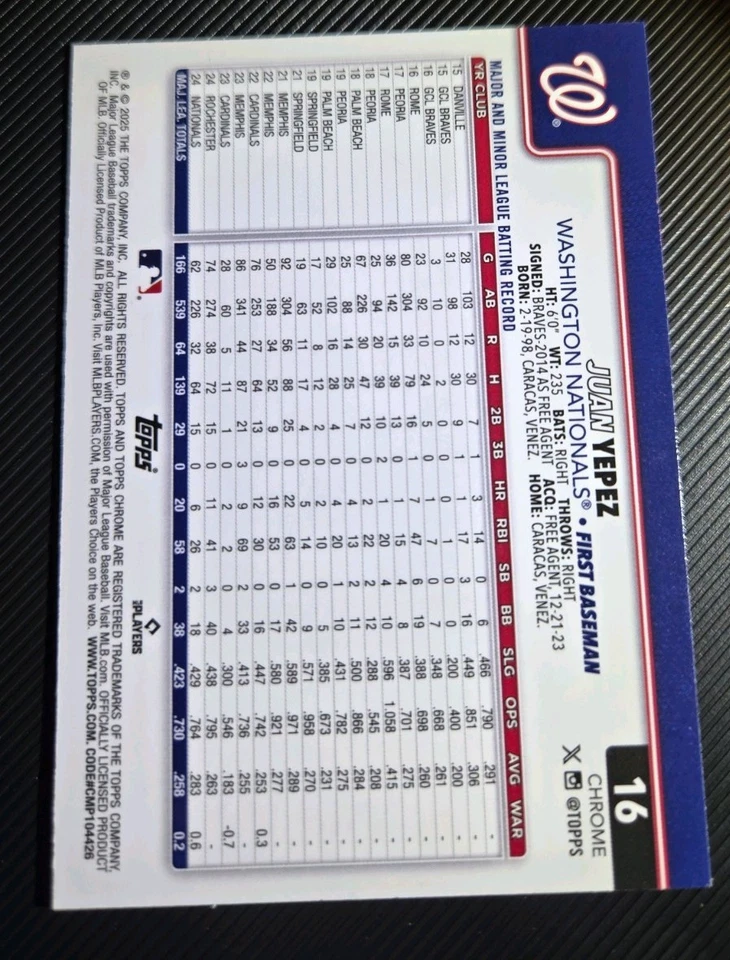 16
CHROME
X @TOPPS
W®
JUAN YEPEZ
WASHINGTON NATIONALS® • FIRST BASEMAN
HT: 6'0" WT: 235 BATS: RIGHT THROWS: RIGHT
SIGNED: BRAVES-2014 AS FREE AGENT ACQ: FREE AGENT, 12-21-23
BORN: 2-19-98, CARACAS, VENEZ. HOME: CARACAS, VENEZ.
MAJOR AND MINOR LEAGUE BATTING RECORD
YR CLUB G AB R H 2B 3B HR RBI SB BB SLG OPS AVG WAR
15 DANVILLE 28 103 12 30 7 1 3 14 0 6 .466 .790 .291 -
15 GCL BRAVES 31 98 12 30 9 1 1 17 3 16 .449 .851 .306 -
16 GCL BRAVES 3 10 0 2 0 0 0 1 0 0 .200 .400 .200 -
16 ROME 23 92 10 24 5 0 1 7 0 7 .348 .668 .261 -
17 PEORIA 80 304 33 79 16 1 7 47 6 19 .388 .698 .260 -
17 ROME 36 142 15 39 13 0 1 15 4 8 .387 .701 .275 -
18 PEORIA 25 94 20 39 10 2 1 20 4 10 .596 1.058 .415 -
18 PALM BEACH 67 226 30 47 12 0 2 22 2 12 .288 .545 .208 -
19 PEORIA 25 88 14 25 7 0 4 13 2 11 .500 .866 .284 -
19 PALM BEACH 29 102 16 28 4 0 4 20 1 10 .431 .782 .275 -
19 SPRINGFIELD 17 52 8 12 2 0 2 10 0 5 .385 .673 .231 -
21 SPRINGFIELD 19 63 11 17 4 0 5 14 0 9 .571 .958 .270 -
21 MEMPHIS 92 304 56 88 25 0 22 63 1 42 .589 .971 .289 -
22 MEMPHIS 50 188 34 52 9 0 16 53 0 17 .580 .921 .277 -
22 CARDINALS 76 253 27 64 13 0 12 30 0 16 .447 .742 .253 0.3
23 MEMPHIS 86 341 44 87 21 3 9 69 2 33 .413 .736 .255 -
23 CARDINALS 28 60 5 11 1 0 2 2 0 4 .300 .546 .183 -0.7
24 ROCHESTER 74 274 38 72 15 0 11 41 3 40 .438 .795 .263 -
24 NATIONALS 62 226 32 64 15 0 6 26 2 18 .429 .764 .283 0.6
MAJ. LEA. TOTALS 166 539 64 139 29 0 20 58 2 38 .423 .730 .258 0.2
topps
PLAYERS
® & © 2025 THE TOPPS COMPANY, INC. ALL RIGHTS RESERVED. TOPPS AND TOPPS CHROME ARE REGISTERED TRADEMARKS OF THE TOPPS COMPANY,
INC. Major League Baseball trademarks and copyrights are used with permission of Major League Baseball. Visit MLB.com. OFFICIALLY LICENSED PRODUCT
OF MLB Players, Inc. Officially Licensed Product of MLB Players, Inc. Visit MLBPLAYERS.COM, the Players Choice on the web. WWW.TOPPS.COM. CODE#CMP104426